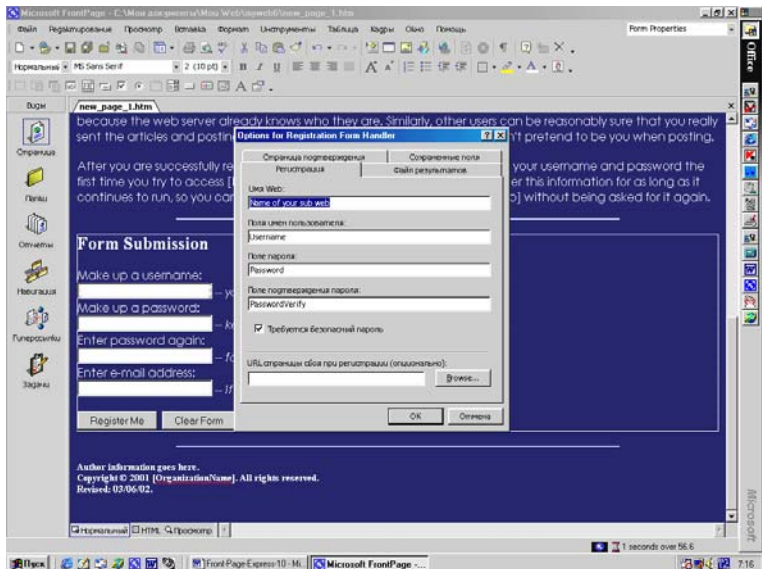 Microsoft FrontPage - C:\Мои документы\Мои Web\myweb6\new_page_1.htm
Файл Редактирование Просмотр Вставка Формат Инструменты Таблица Кадры Окно Помощь
Form Properties
Нормальный MS Sans Serif 2 (10 pt)
Виды
new_page_1.htm
because the web server already knows who they are. Similarly, other users can be reasonably sure that you really
sent the articles and postin
n't pretend to be you when posting.
After you are successfully re
your username and password the
first time you try to access [
er this information for as long as it
continues to run, so you can
b] without being asked for it again.
Options for Registration Form Handler
Страница подтверждения
Сохраненные поля
Регистрация
Файл результатов
Имя Web:
Name of your sub web
Поля имен пользователя:
Username
Поле пароля:
Password
Поле подтверждения пароля:
PasswordVerify
Требуется безопасный пароль
URL страницы сбоя при регистрации (опционально):
Browse...
OK
Отмена
Страница
Папки
Отчеты
Навигация
Гиперссылки
Задачи
Form Submission
Make up a username:
Make up a password:
Enter password again:
Enter e-mail address:
Register Me
Clear Form
Author information goes here.
Copyright © 2001 [OrganizationName]. All rights reserved.
Revised: 03/06/02.
Нормальный HTML Просмотр
1 seconds over 56.6
Пуск
Front Page-Express-10 - Mi...
Microsoft FrontPage -...
7:16
Office
Microsoft